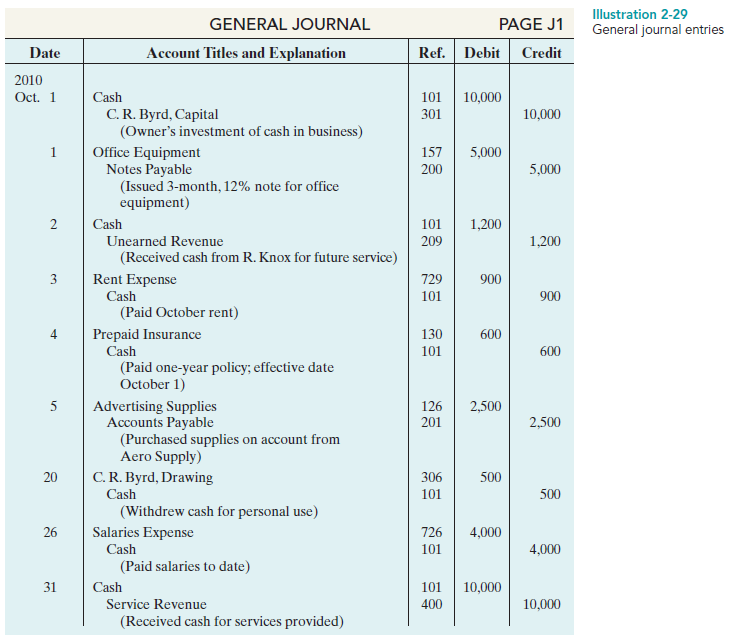 GENERAL JOURNAL PAGE J1
Illustration 2-29
General journal entries
Date Account Titles and Explanation Ref. Debit Credit
2010
Oct. 1 Cash 101 10,000
C. R. Byrd, Capital 301 10,000
(Owner's investment of cash in business)
1 Office Equipment 157 5,000
Notes Payable 200 5,000
(Issued 3-month, 12% note for office
equipment)
2 Cash 101 1,200
Unearned Revenue 209 1,200
(Received cash from R. Knox for future service)
3 Rent Expense 729 900
Cash 101 900
(Paid October rent)
4 Prepaid Insurance 130 600
Cash 101 600
(Paid one-year policy; effective date
October 1)
5 Advertising Supplies 126 2,500
Accounts Payable 201 2,500
(Purchased supplies on account from
Aero Supply)
20 C. R. Byrd, Drawing 306 500
Cash 101 500
(Withdrew cash for personal use)
26 Salaries Expense 726 4,000
Cash 101 4,000
(Paid salaries to date)
31 Cash 101 10,000
Service Revenue 400 10,000
(Received cash for services provided)